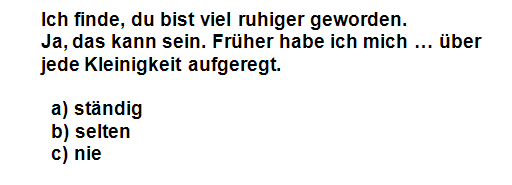 Ich finde, du bist viel ruhiger geworden.
Ja, das kann sein. Früher habe ich mich … über
jede Kleinigkeit aufgeregt.
a) ständig
b) selten
c) nie